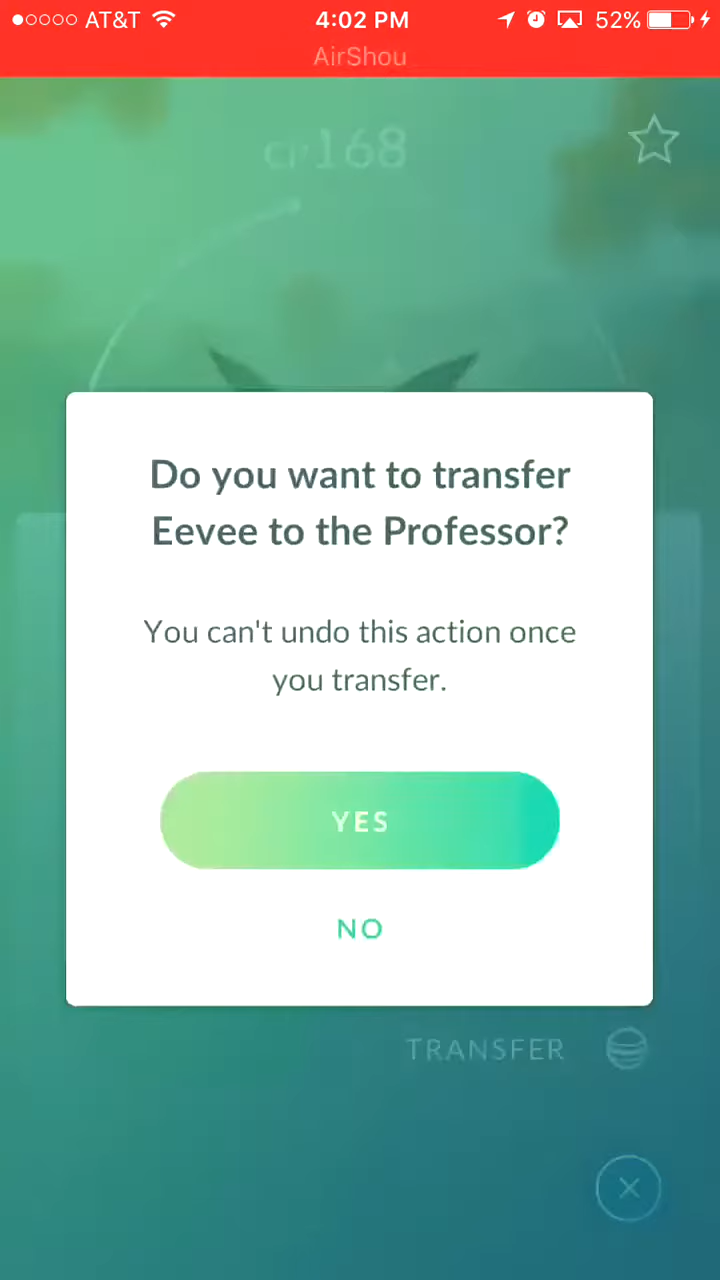 AT&T 4:02 PM 52%
AirShou
CP168
Do you want to transfer
Eevee to the Professor?
You can't undo this action once
you transfer.
YES
NO
TRANSFER